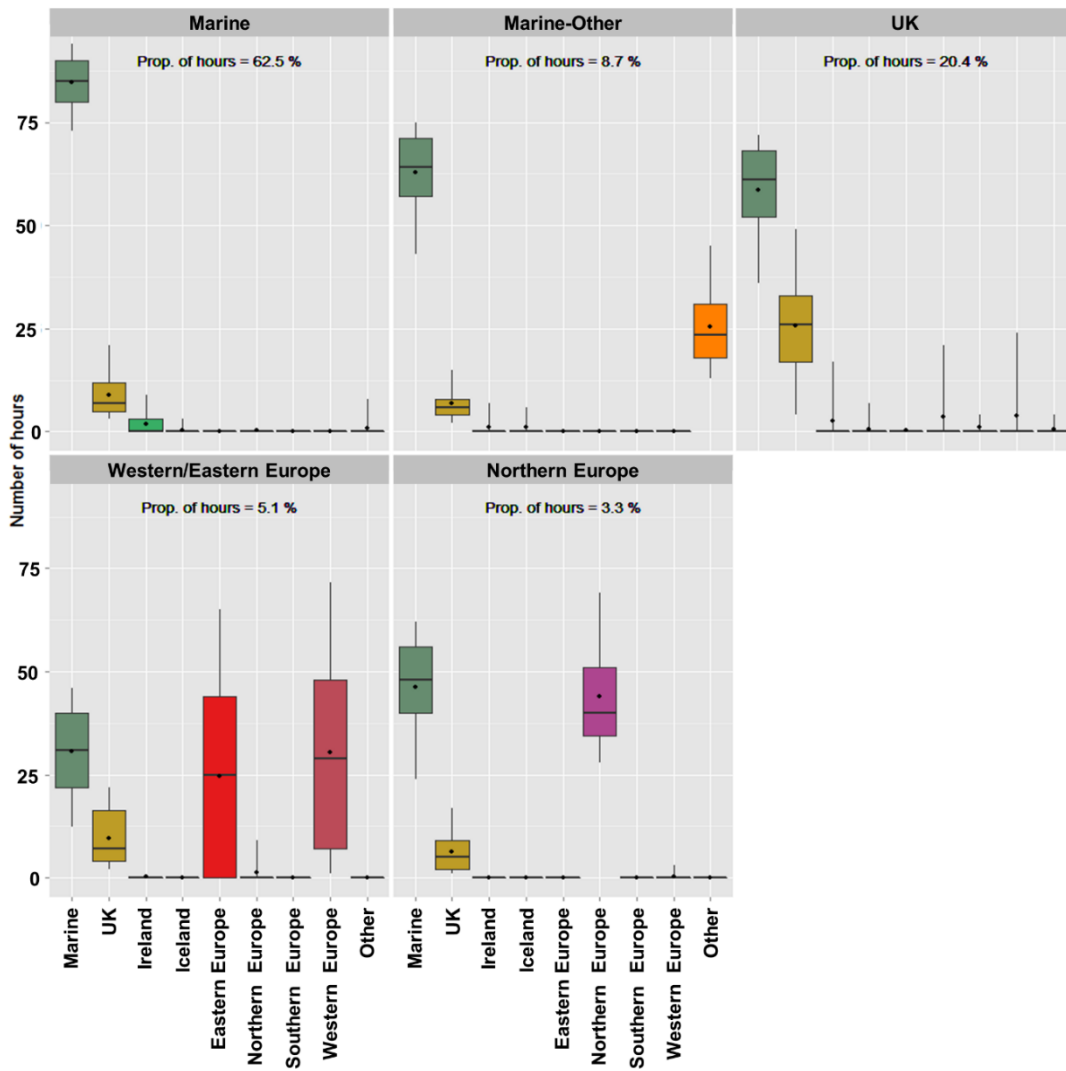 Marine
Marine-Other
UK
Prop. of hours = 62.5 %
Prop. of hours = 8.7 %
Prop. of hours = 20.4 %
75
50
25
0
Number of hours
Western/Eastern Europe
Northern Europe
Prop. of hours = 5.1 %
Prop. of hours = 3.3 %
75
50
25
0
Marine
UK
Ireland
Iceland
Eastern Europe
Northern Europe
Southern Europe
Western Europe
Other
Marine
UK
Ireland
Iceland
Eastern Europe
Northern Europe
Southern Europe
Western Europe
Other